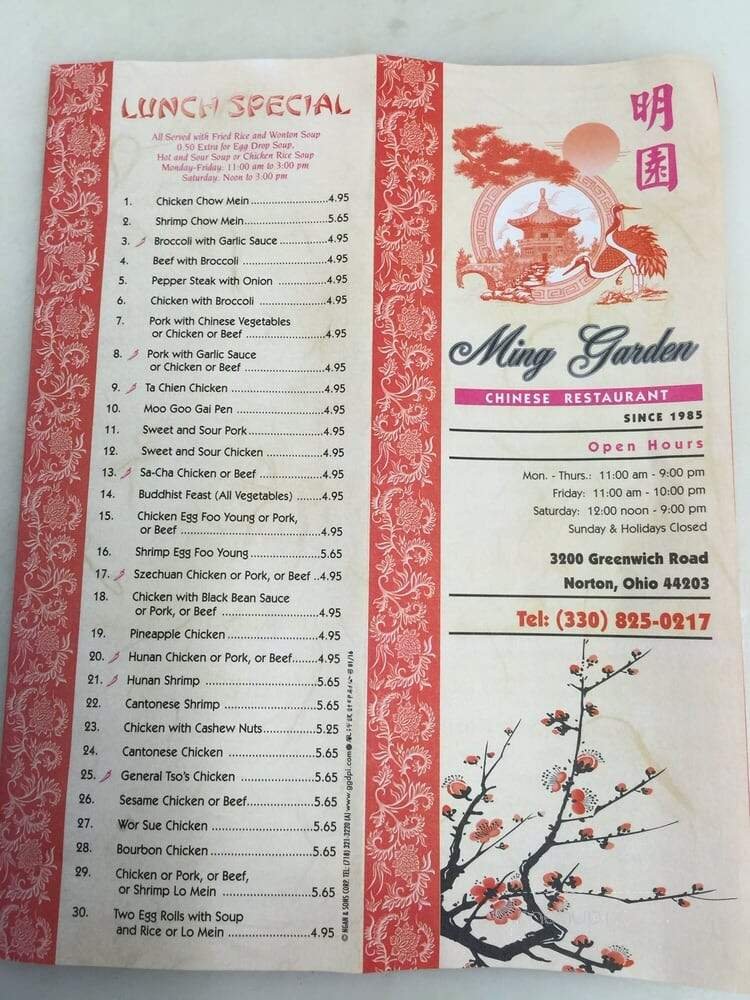 LUNCH SPECIAL
All Served with Fried Rice and Wonton Soup
0.50 Extra for Egg Drop Soup,
Hot and Sour Soup or Chicken Rice Soup
Monday-Friday: 11:00 am to 3:00 pm
Saturday: Noon to 3:00 pm
1. Chicken Chow Mein....................4.95
2. Shrimp Chow Mein.....................5.65
3. Broccoli with Garlic Sauce ............4.95
4. Beef with Broccoli .....................4.95
5. Pepper Steak with Onion ............4.95
6. Chicken with Broccoli .................4.95
7. Pork with Chinese Vegetables
or Chicken or Beef .....................4.95
8. Pork with Garlic Sauce
or Chicken or Beef .....................4.95
9. Ta Chien Chicken ........................4.95
10. Moo Goo Gai Pen .......................4.95
11. Sweet and Sour Pork....................4.95
12. Sweet and Sour Chicken ...............4.95
13. Sa-Cha Chicken or Beef ................4.95
14. Buddhist Feast (All Vegetables) .......4.95
15. Chicken Egg Foo Young or Pork,
or Beef .......................................4.95
16. Shrimp Egg Foo Young...................5.65
17. Szechuan Chicken or Pork, or Beef ..4.95
18. Chicken with Black Bean Sauce
or Pork, or Beef ...........................4.95
19. Pineapple Chicken ..........................4.95
20. Hunan Chicken or Pork, or Beef.......4.95
21. Hunan Shrimp ...............................5.65
22. Cantonese Shrimp .........................5.65
23. Chicken with Cashew Nuts..............5.25
24. Cantonese Chicken ........................5.65
25. General Tso's Chicken ....................5.65
26. Sesame Chicken or Beef..................5.65
27. Wor Sue Chicken ...........................5.65
28. Bourbon Chicken ...........................5.65
29. Chicken or Pork, or Beef,
or Shrimp Lo Mein .........................5.65
30. Two Egg Rolls with Soup
and Rice or Lo Mein .......................4.95
© NGAN & SONS CORP. TEL: (718) 321-3220 (A) www.ggdpi.com 01/16
明園
Ming Garden
CHINESE RESTAURANT
SINCE 1985
Open Hours
Mon. - Thurs.: 11:00 am - 9:00 pm
Friday: 11:00 am - 10:00 pm
Saturday: 12:00 noon - 9:00 pm
Sunday & Holidays Closed
3200 Greenwich Road
Norton, Ohio 44203
Tel: (330) 825-0217